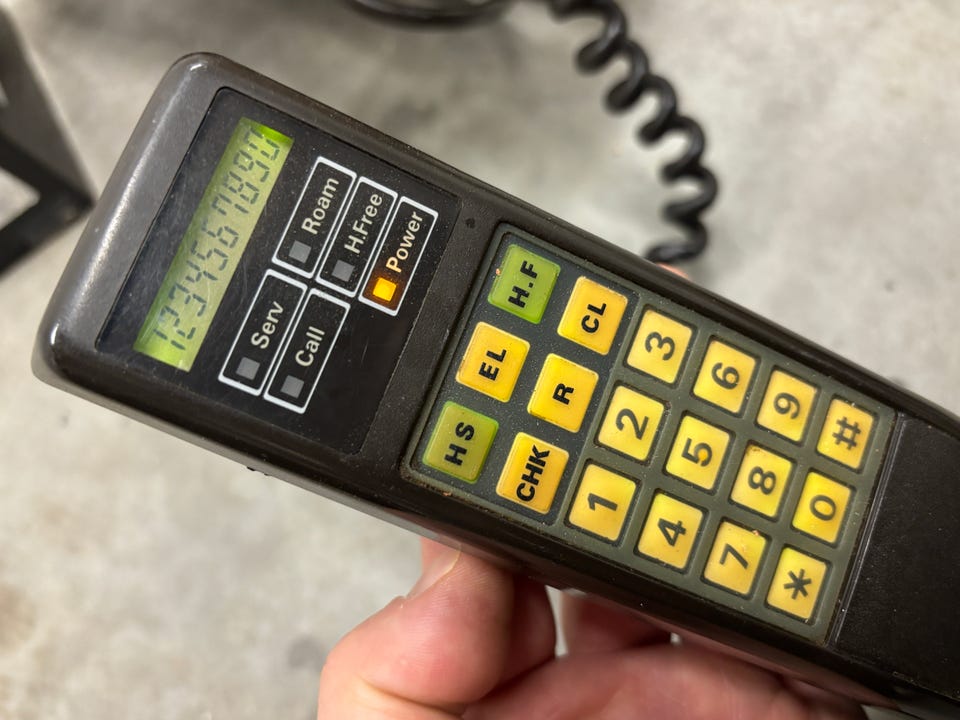 1234567890
Serv Roam
Call H.Free
Power
HS EL H.F
CHK R CL
1 2 3
4 5 6
7 8 9
* 0 #